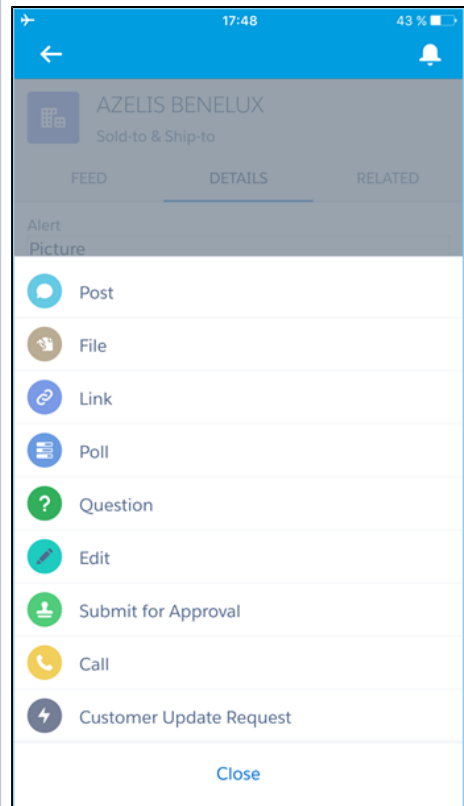 17:48
43 %
AZELIS BENELUX
Sold-to & Ship-to
FEED DETAILS RELATED
Alert
Picture
Post
File
Link
Poll
Question
Edit
Submit for Approval
Call
Customer Update Request
Close